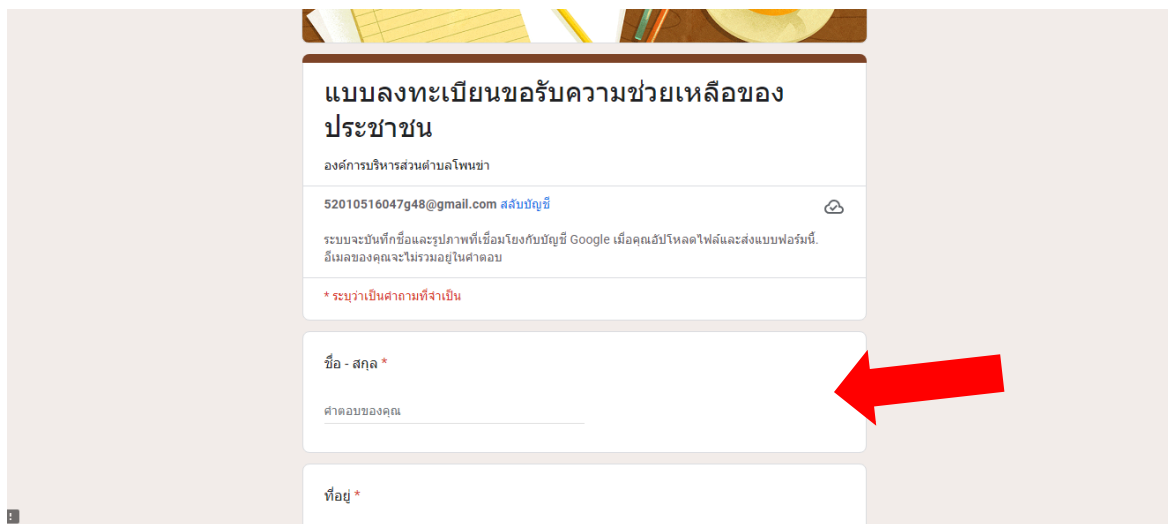 แบบลงทะเบียนขอรับความช่วยเหลือของ
ประชาชน
องค์การบริหารส่วนตำบลโพนข่า
52010516047g48@gmail.com สลับบัญชี
ระบบจะบันทึกชื่อและรูปภาพที่เชื่อมโยงกับบัญชี Google เมื่อคุณอัปโหลดไฟล์และส่งแบบฟอร์มนี้.
อีเมลของคุณจะไม่รวมอยู่ในคำตอบ
* ระบุว่าเป็นคำถามที่จำเป็น
ชื่อ - สกุล *
คำตอบของคุณ
ที่อยู่ *